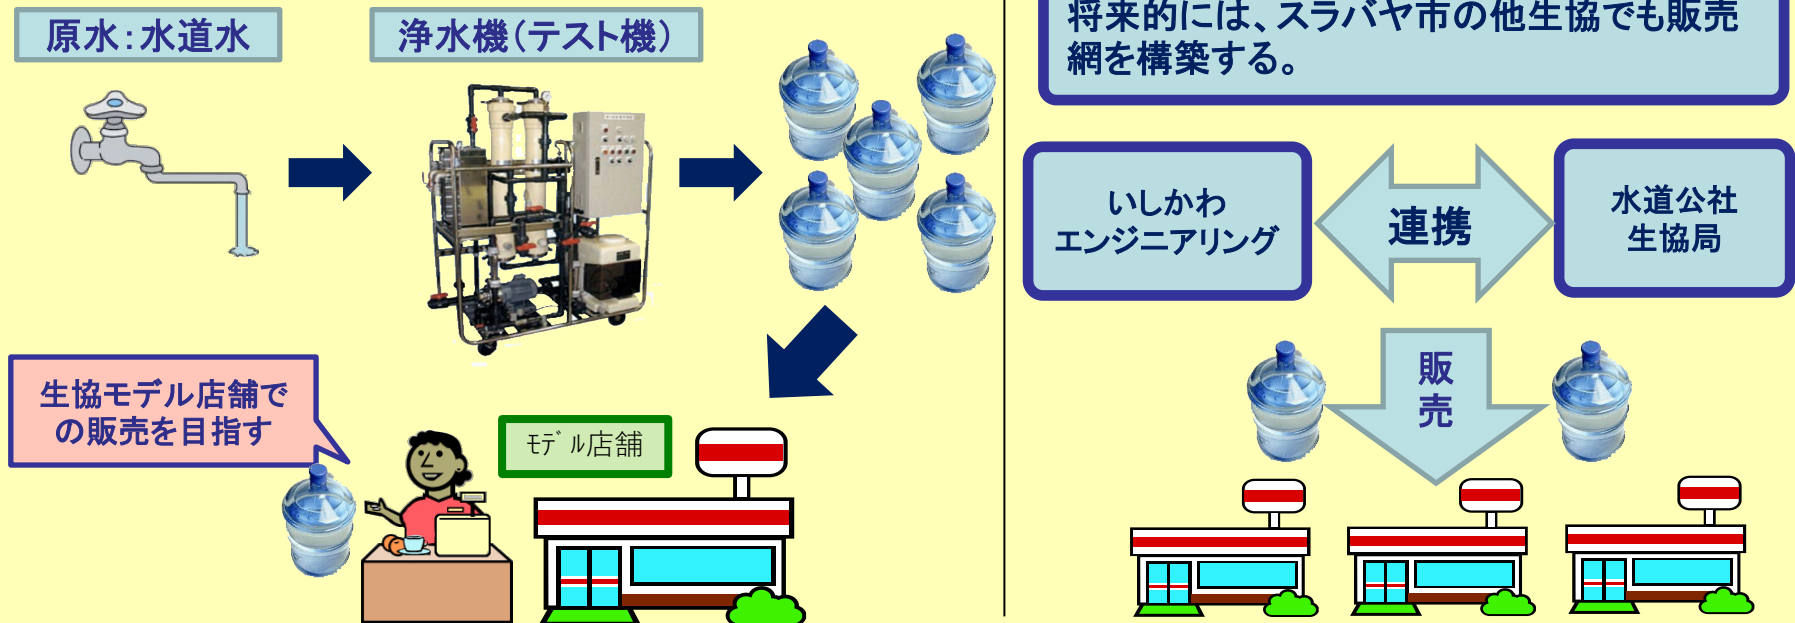 原水：水道水
浄水機（テスト機）
生協モデル店舗で
の販売を目指す
ﾓﾃﾞﾙ店舗
将来的には、スラバヤ市の他生協でも販売
網を構築する。
いしかわ
エンジニアリング
連携
水道公社
生協局
販
売